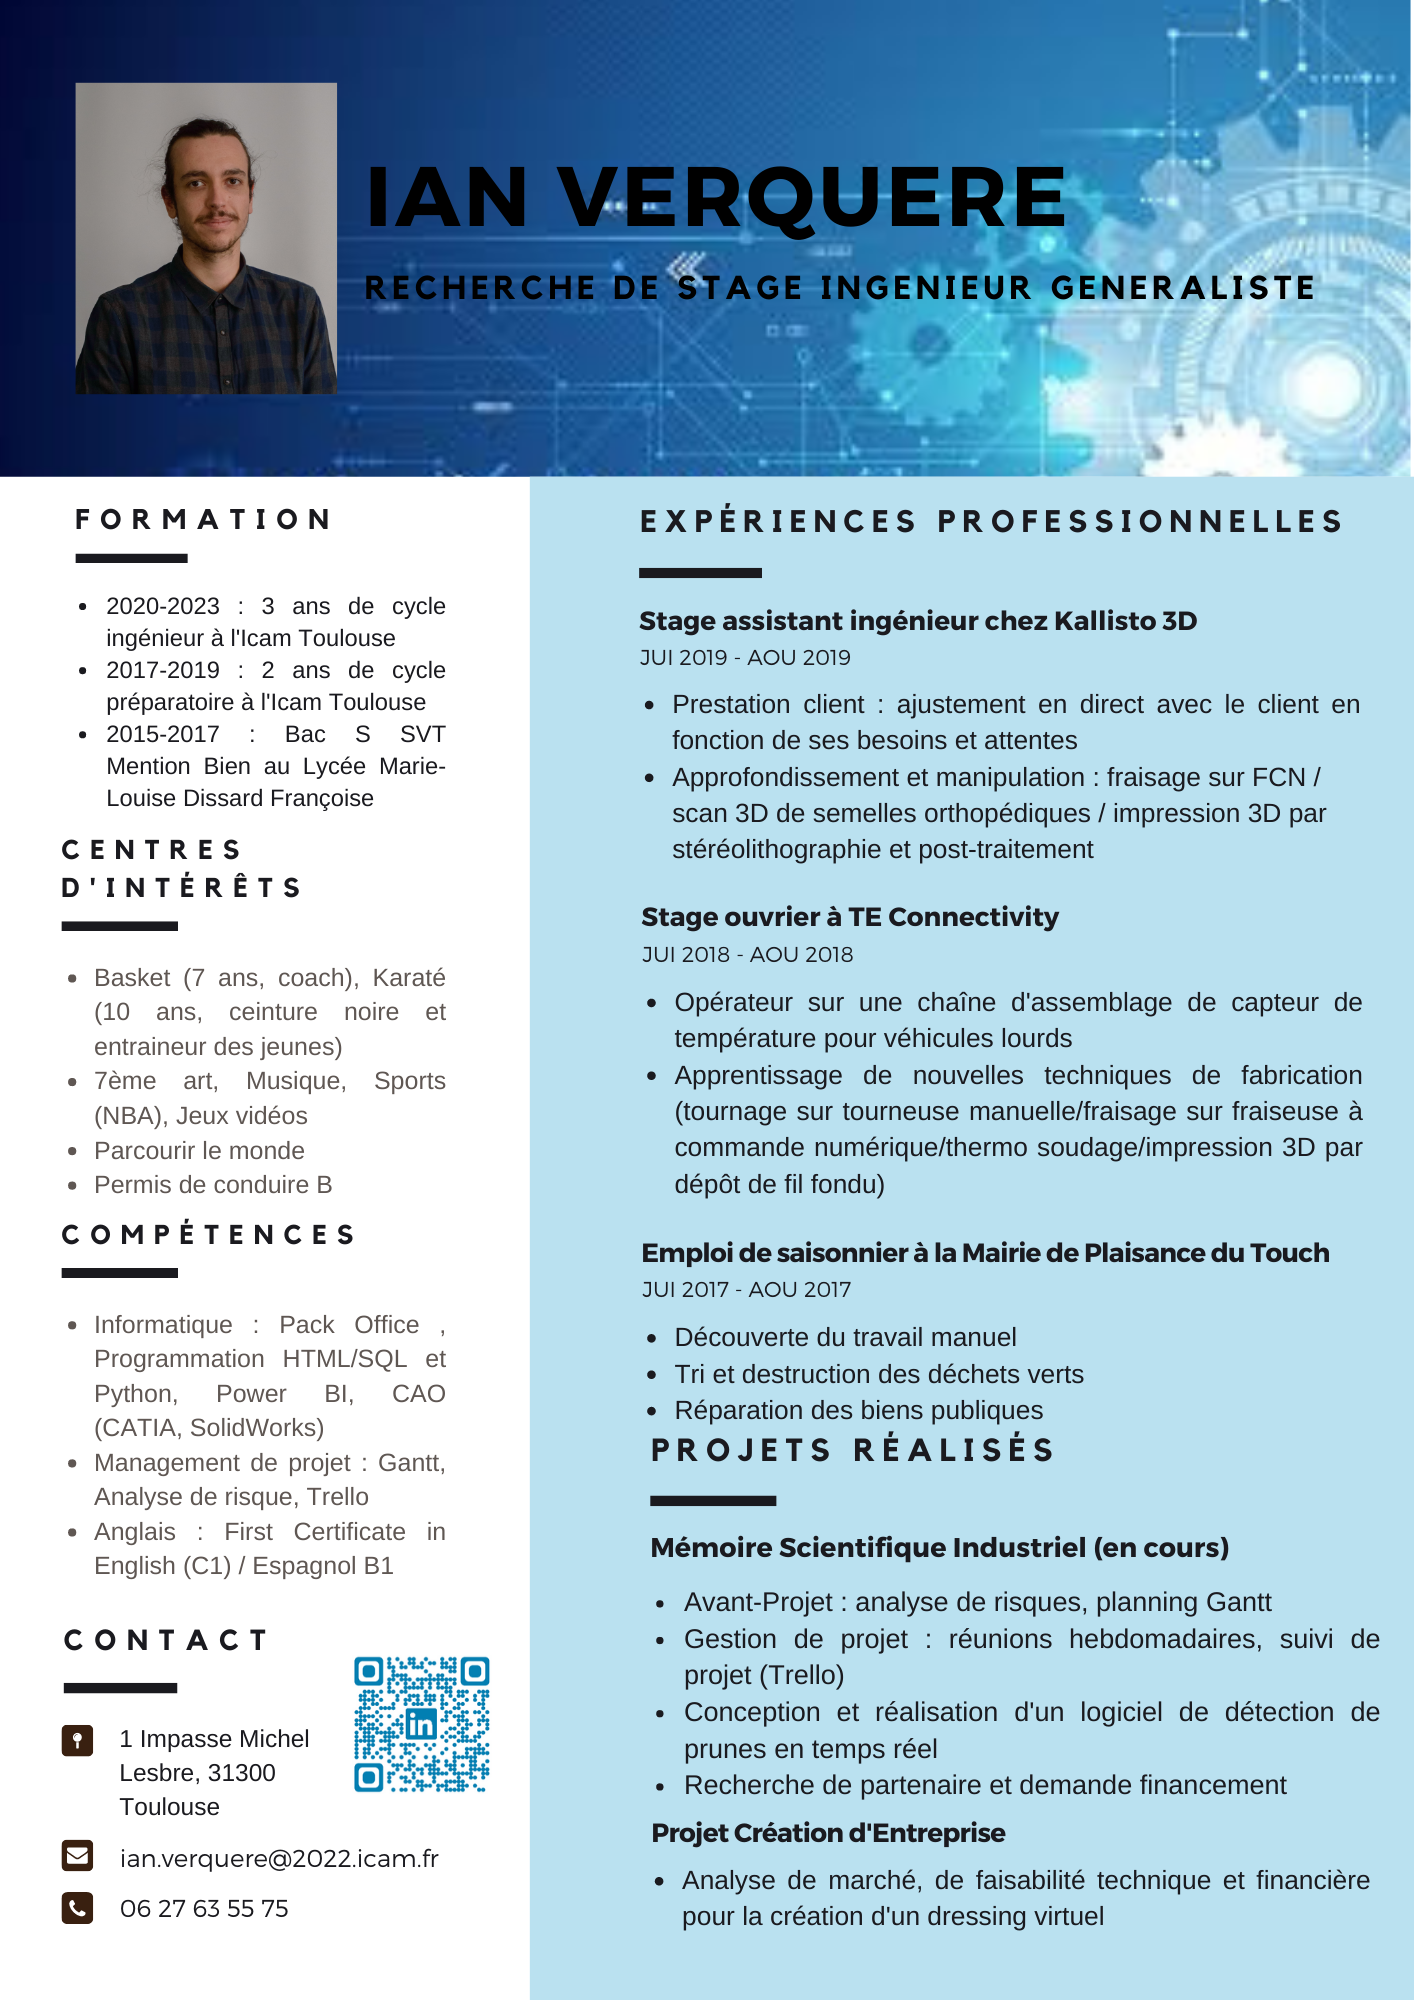 IAN VERQUERE
RECHERCHE DE STAGE INGENIEUR GENERALISTE
FORMATION
• 2020-2023 : 3 ans de cycle
ingénieur à l'Icam Toulouse
• 2017-2019 : 2 ans de cycle
préparatoire à l'Icam Toulouse
• 2015-2017 : Bac S SVT
Mention Bien au Lycée Marie-
Louise Dissard Françoise
CENTRES
D'INTÉRÊTS
• Basket (7 ans, coach), Karaté
(10 ans, ceinture noire et
entraineur des jeunes)
• 7ème art, Musique, Sports
(NBA), Jeux vidéos
• Parcourir le monde
• Permis de conduire B
COMPÉTENCES
• Informatique : Pack Office ,
Programmation HTML/SQL et
Python, Power BI, CAO
(CATIA, SolidWorks)
• Management de projet : Gantt,
Analyse de risque, Trello
• Anglais : First Certificate in
English (C1) / Espagnol B1
CONTACT
in
1 Impasse Michel
Lesbre, 31300
Toulouse
ian.verquere@2022.icam.fr
06 27 63 55 75
EXPÉRIENCES PROFESSIONNELLES
Stage assistant ingénieur chez Kallisto 3D
JUI 2019 - AOU 2019
• Prestation client : ajustement en direct avec le client en
fonction de ses besoins et attentes
• Approfondissement et manipulation : fraisage sur FCN /
scan 3D de semelles orthopédiques / impression 3D par
stéréolithographie et post-traitement
Stage ouvrier à TE Connectivity
JUI 2018 - AOU 2018
• Opérateur sur une chaîne d'assemblage de capteur de
température pour véhicules lourds
• Apprentissage de nouvelles techniques de fabrication
(tournage sur tourneuse manuelle/fraisage sur fraiseuse à
commande numérique/thermo soudage/impression 3D par
dépôt de fil fondu)
Emploi de saisonnier à la Mairie de Plaisance du Touch
JUI 2017 - AOU 2017
• Découverte du travail manuel
• Tri et destruction des déchets verts
• Réparation des biens publiques
PROJETS RÉALISÉS
Mémoire Scientifique Industriel (en cours)
• Avant-Projet : analyse de risques, planning Gantt
• Gestion de projet : réunions hebdomadaires, suivi de
projet (Trello)
• Conception et réalisation d'un logiciel de détection de
prunes en temps réel
• Recherche de partenaire et demande financement
Projet Création d'Entreprise
• Analyse de marché, de faisabilité technique et financière
pour la création d'un dressing virtuel